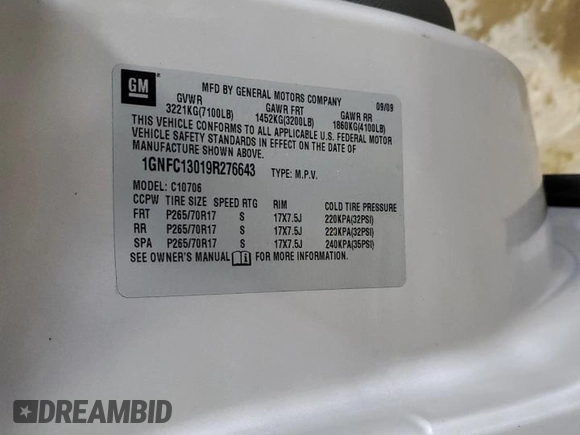 GM
MFD BY GENERAL MOTORS COMPANY 09/09
GVWR GAWR FRT GAWR RR
3221KG(7100LB) 1452KG(3200LB) 1860KG(4100LB)
THIS VEHICLE CONFORMS TO ALL APPLICABLE U.S. FEDERAL MOTOR
VEHICLE SAFETY STANDARDS IN EFFECT ON THE DATE OF
MANUFACTURE SHOWN ABOVE.
1GNFC13019R276643 TYPE: M.P.V.
MODEL: C10706
CCPW TIRE SIZE SPEED RTG RIM COLD TIRE PRESSURE
FRT P265/70R17 S 17X7.5J 220KPA(32PSI)
RR P265/70R17 S 17X7.5J 223KPA(32PSI)
SPA P265/70R17 S 17X7.5J 240KPA(35PSI)
SEE OWNER'S MANUAL FOR MORE INFORMATION.
DREAMBID